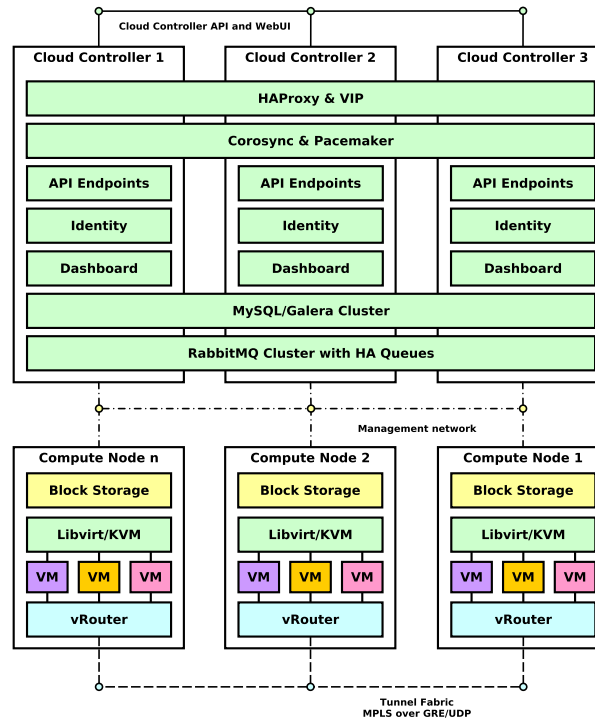 Cloud Controller API and WebUI
Cloud Controller 1
Cloud Controller 2
Cloud Controller 3
HAProxy & VIP
Corosync & Pacemaker
API Endpoints
API Endpoints
API Endpoints
Identity
Identity
Identity
Dashboard
Dashboard
Dashboard
MySQL/Galera Cluster
RabbitMQ Cluster with HA Queues
Management network
Compute Node n
Compute Node 2
Compute Node 1
Block Storage
Block Storage
Block Storage
Libvirt/KVM
Libvirt/KVM
Libvirt/KVM
VM
VM
VM
VM
VM
VM
VM
VM
VM
vRouter
vRouter
vRouter
Tunnel Fabric
MPLS over GRE/UDP